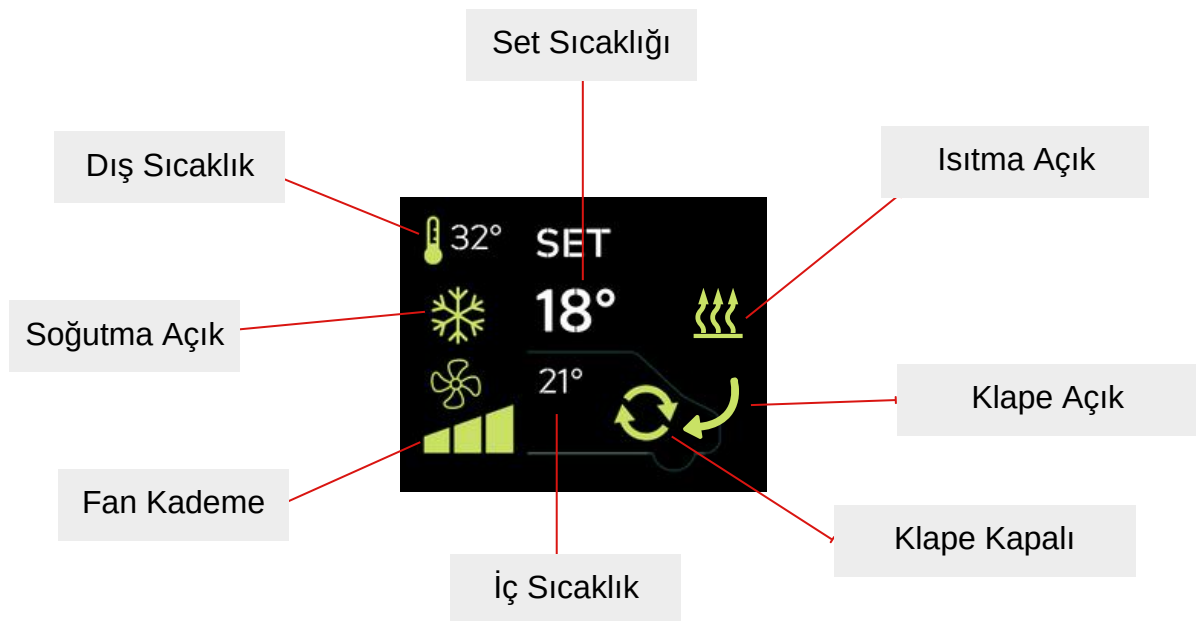 Set Sıcaklığı
Dış Sıcaklık
Isıtma Açık
32°
SET
18°
Soğutma Açık
21°
Klape Açık
Fan Kademe
Klape Kapalı
İç Sıcaklık